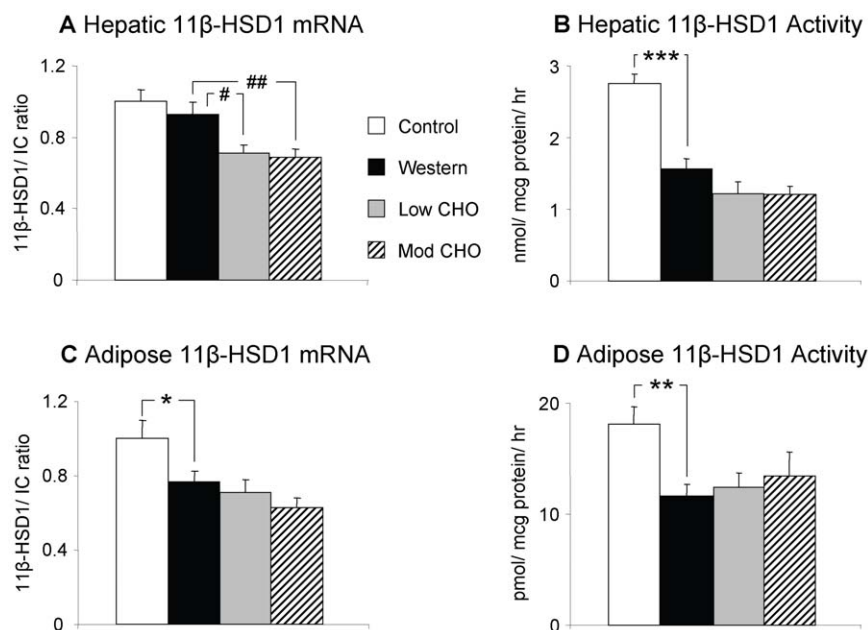 A Hepatic 11β-HSD1 mRNA
1.2
0.8
0.4
0
11β-HSD1/ IC ratio
#
##
Control
Western
Low CHO
Mod CHO
B Hepatic 11β-HSD1 Activity
3
2
1
0
nmol/ mcg protein/ hr
***
C Adipose 11β-HSD1 mRNA
1.2
0.8
0.4
0
11β-HSD1/ IC ratio
*
D Adipose 11β-HSD1 Activity
20
10
0
pmol/ mcg protein/ hr
**